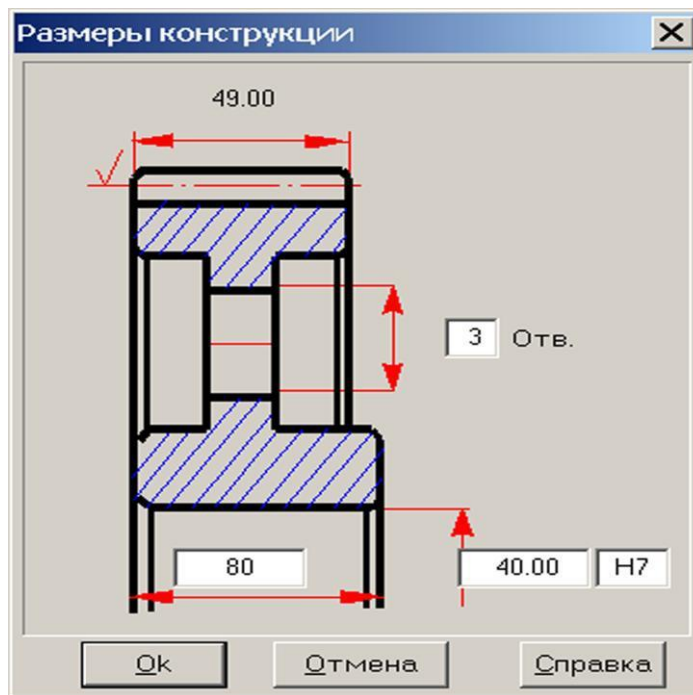 Размеры конструкции
49.00
3 Отв.
80 40.00 H7
Ok Отмена Справка